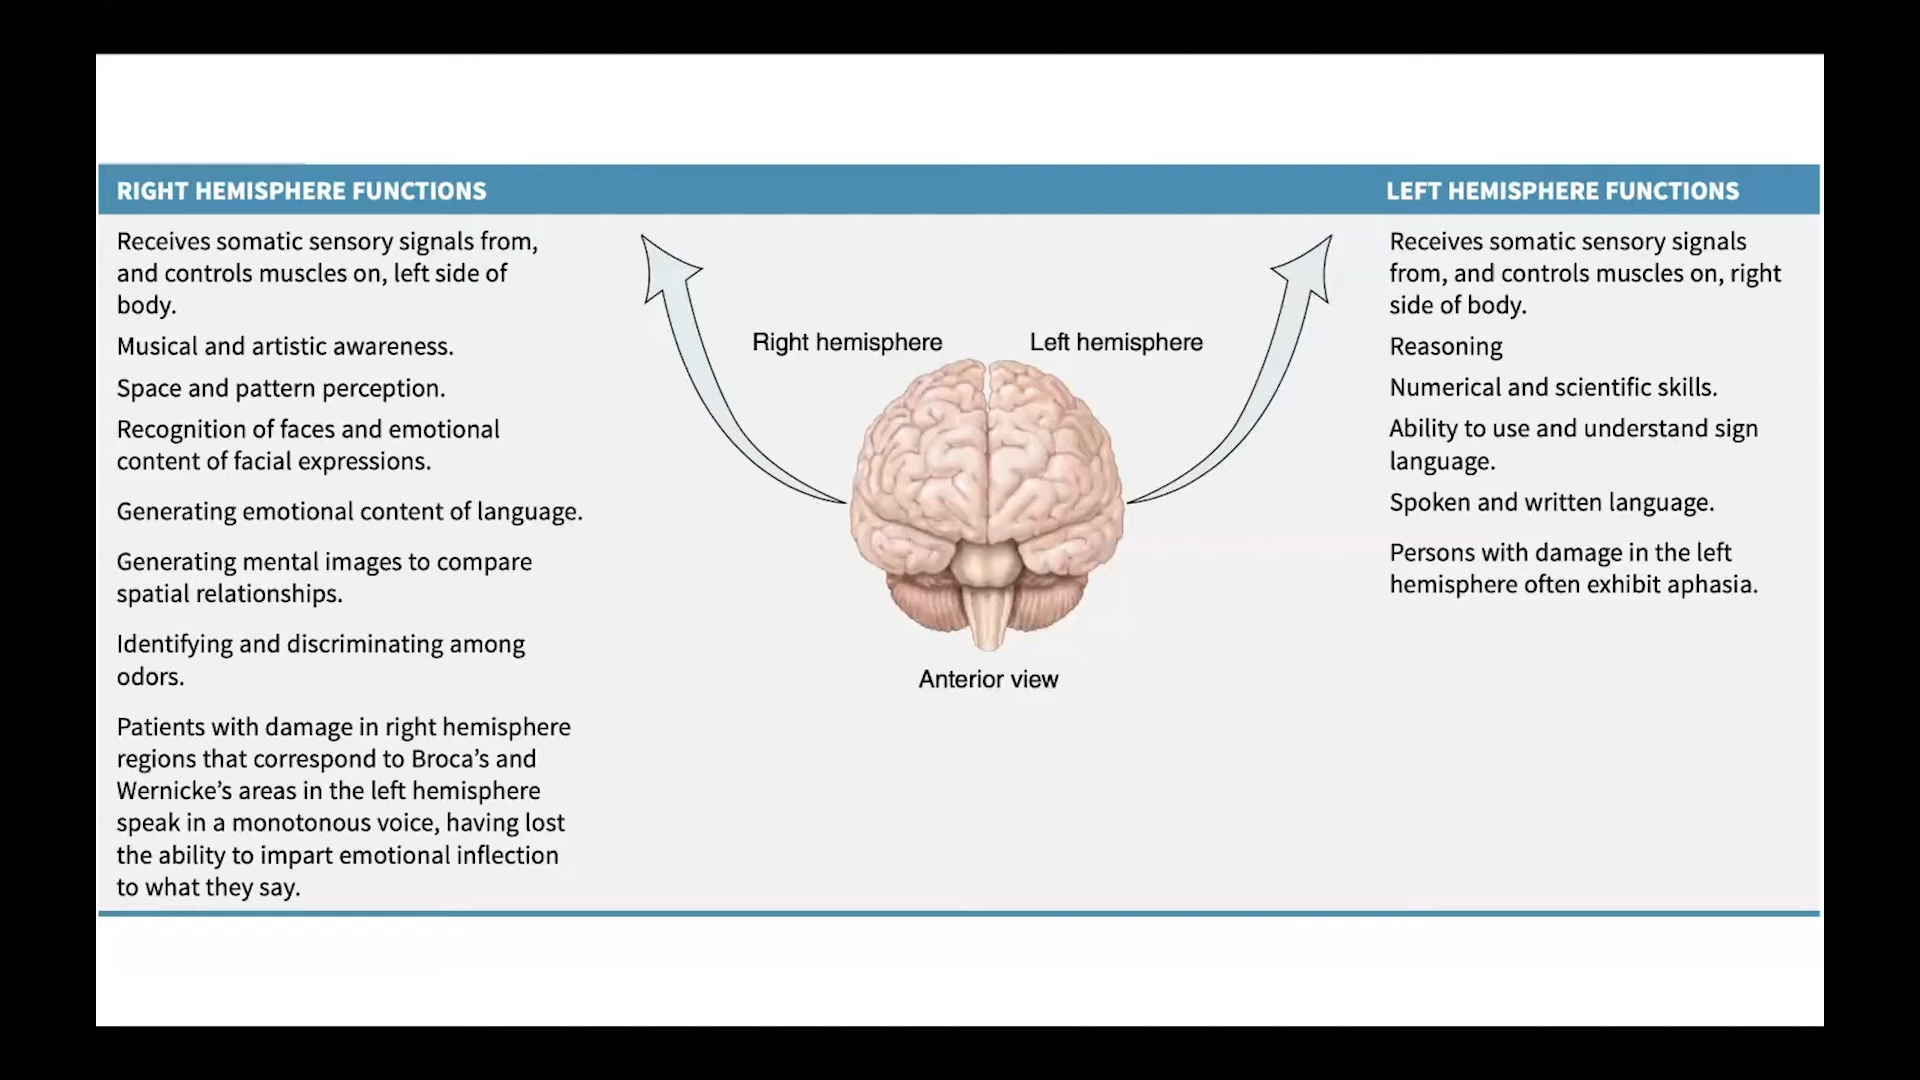 RIGHT HEMISPHERE FUNCTIONS
Receives somatic sensory signals from,
and controls muscles on, left side of
body.
Musical and artistic awareness.
Space and pattern perception.
Recognition of faces and emotional
content of facial expressions.
Generating emotional content of language.
Generating mental images to compare
spatial relationships.
Identifying and discriminating among
odors.
Patients with damage in right hemisphere
regions that correspond to Broca’s and
Wernicke’s areas in the left hemisphere
speak in a monotonous voice, having lost
the ability to impart emotional inflection
to what they say.
Right hemisphere
Left hemisphere
Anterior view
LEFT HEMISPHERE FUNCTIONS
Receives somatic sensory signals
from, and controls muscles on, right
side of body.
Reasoning
Numerical and scientific skills.
Ability to use and understand sign
language.
Spoken and written language.
Persons with damage in the left
hemisphere often exhibit aphasia.